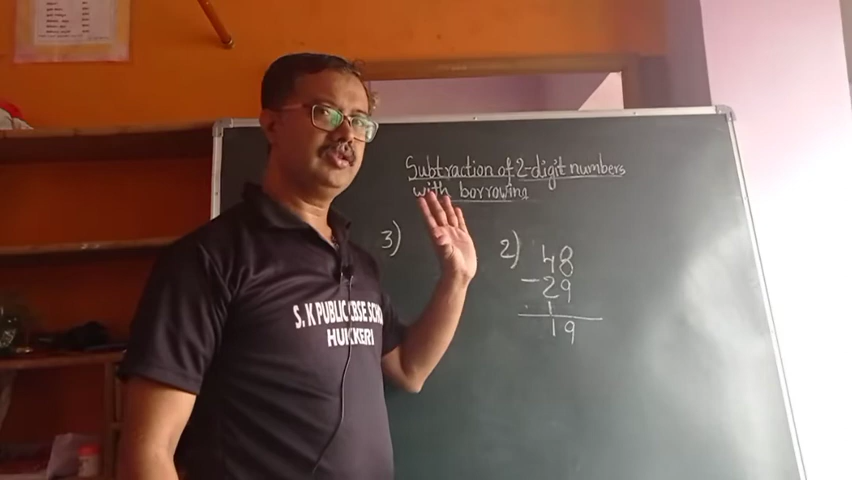 Subtraction of 2-digit numbers
with borrowing
3)
2) 48
- 29
1
19
S. K PUBLIC CBSE SCH
HUKKERI